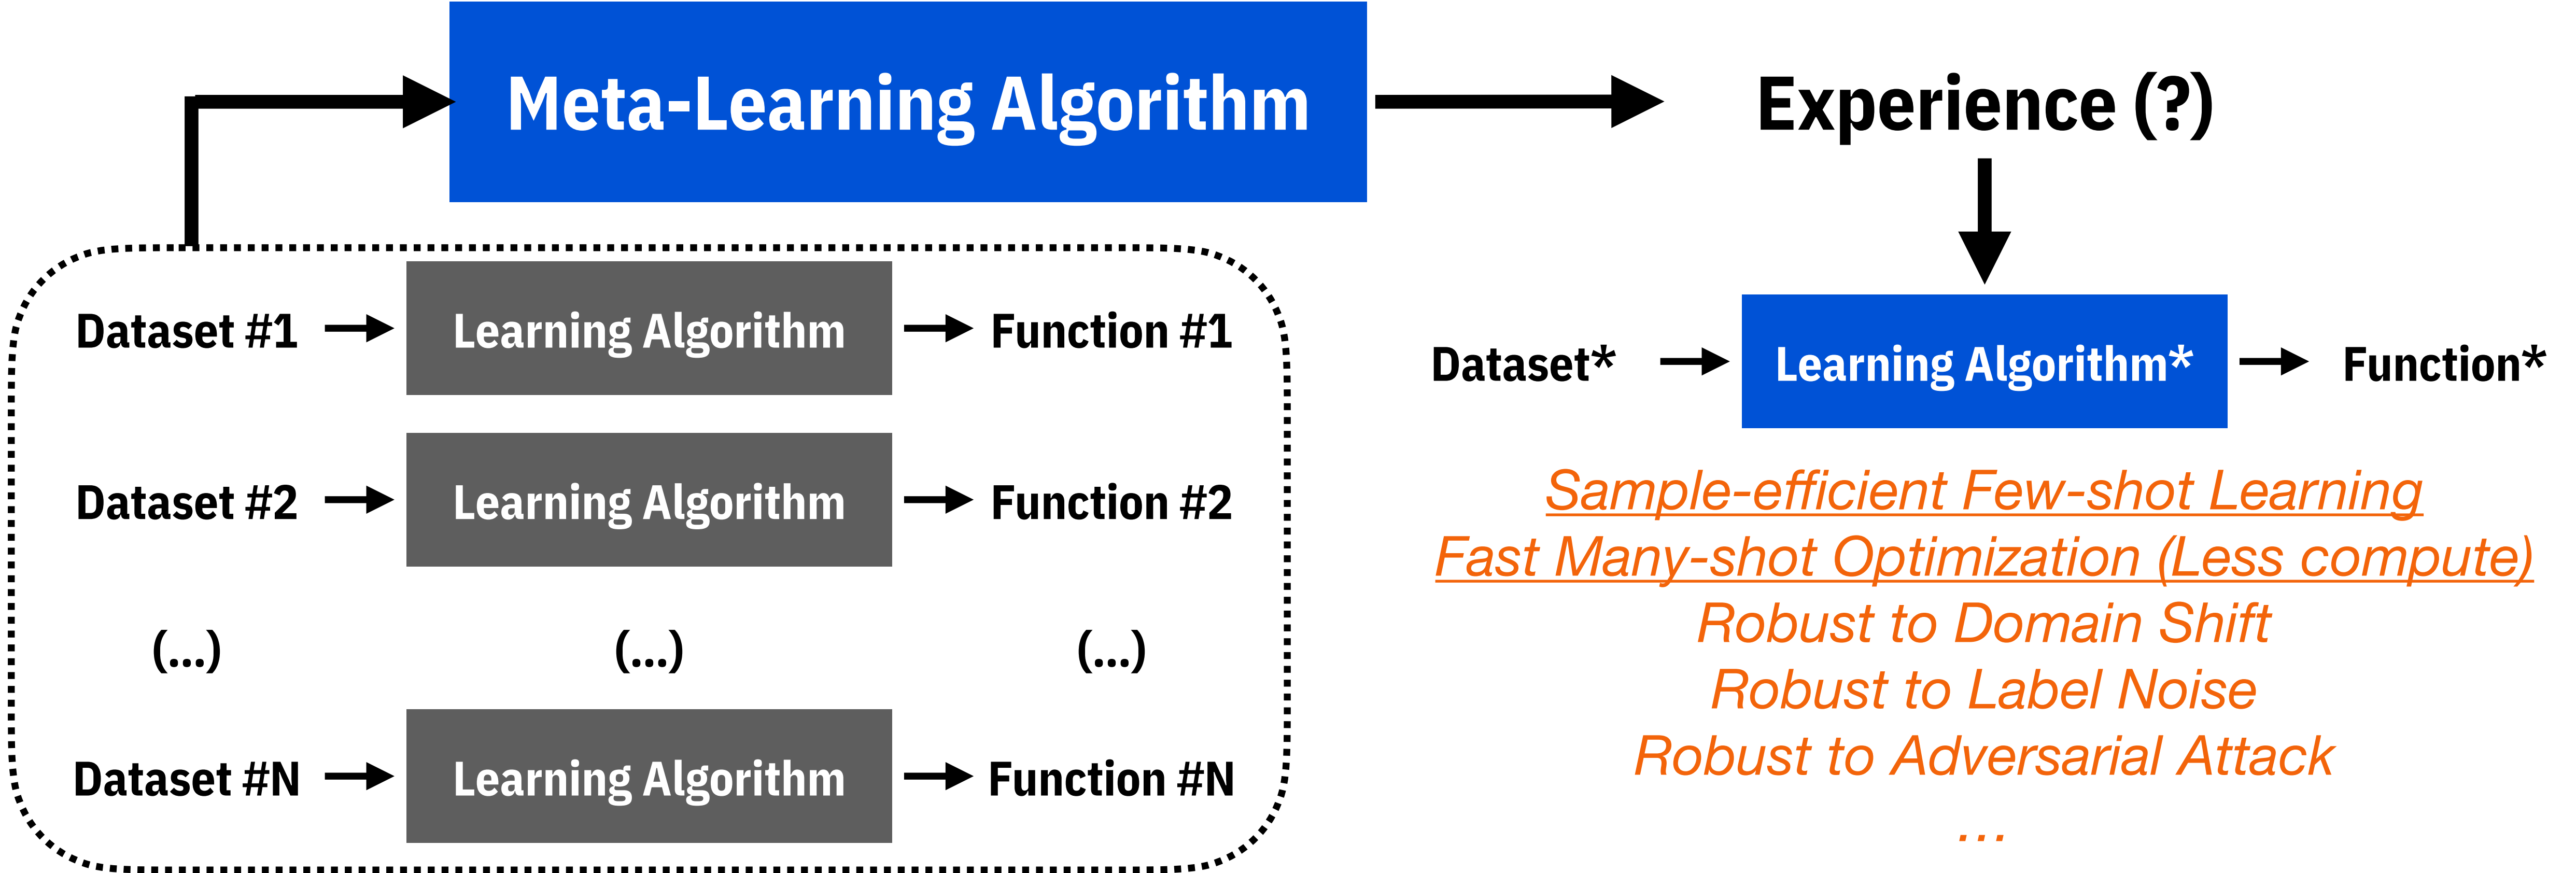 Meta-Learning Algorithm
Experience (?)
Dataset #1 Learning Algorithm Function #1
Dataset #2 Learning Algorithm Function #2
(...) (...) (...)
Dataset #N Learning Algorithm Function #N
Dataset* Learning Algorithm* Function*
Sample-efficient Few-shot Learning
Fast Many-shot Optimization (Less compute)
Robust to Domain Shift
Robust to Label Noise
Robust to Adversarial Attack
...